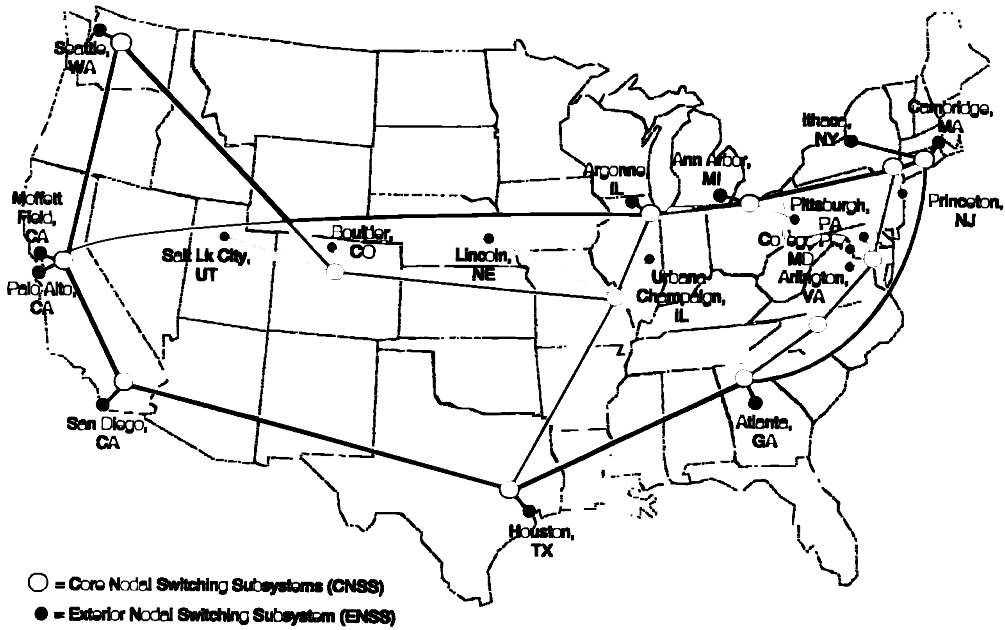 Seattle,
WA
Cambridge,
MA
Ithaca,
NY
Argonne,
IL
Ann Arbor,
MI
Moffett
Field,
CA
Palo Alto,
CA
Salt Lk City,
UT
Boulder,
CO
Lincoln,
NE
Urbana
Champaign,
IL
Pittsburgh,
PA
Princeton,
NJ
College
MD
Arlington,
VA
San Diego,
CA
Atlanta,
GA
Houston,
TX
= Core Nodal Switching Subsystems (CNSS)
= Exterior Nodal Switching Subsystem (ENSS)